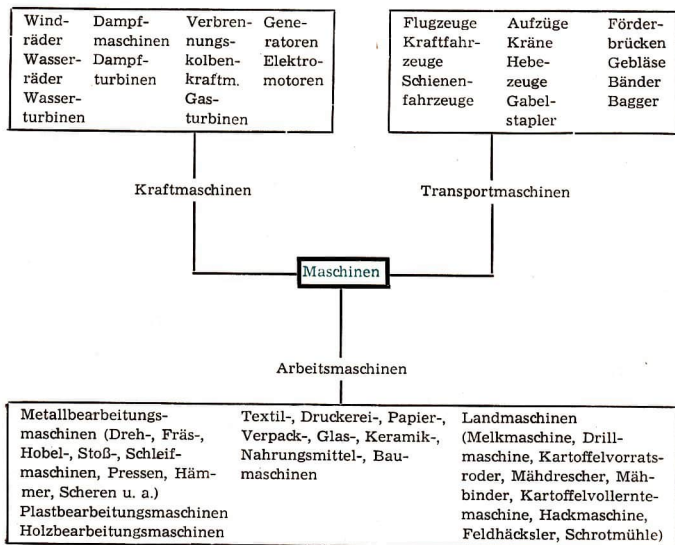 Wind-
räder
Wasser-
räder
Wasser-
turbinen
Dampf-
maschinen
Dampf-
turbinen
Verbren-
nungs-
kolben-
kraftm.
Gas-
turbinen
Gene-
ratoren
Elektro-
motoren
Flugzeuge
Kraftfahr-
zeuge
Schienen-
fahrzeuge
Aufzüge
Kräne
Hebe-
zeuge
Gabel-
stapler
Förder-
brücken
Gebläse
Bänder
Bagger
Kraftmaschinen
Transportmaschinen
Maschinen
Arbeitsmaschinen
Metallbearbeitungs-
maschinen (Dreh-, Fräs-,
Hobel-, Stoß-, Schleif-
maschinen, Pressen, Häm-
mer, Scheren u. a.)
Plastbearbeitungsmaschinen
Holzbearbeitungsmaschinen
Textil-, Druckerei-, Papier-,
Verpack-, Glas-, Keramik-,
Nahrungsmittel-, Bau-
maschinen
Landmaschinen
(Melkmaschine, Drill-
maschine, Kartoffelvorrats-
roder, Mähdrescher, Mäh-
binder, Kartoffelvollernte-
maschine, Hackmaschine,
Feldhäcksler, Schrotmühle)